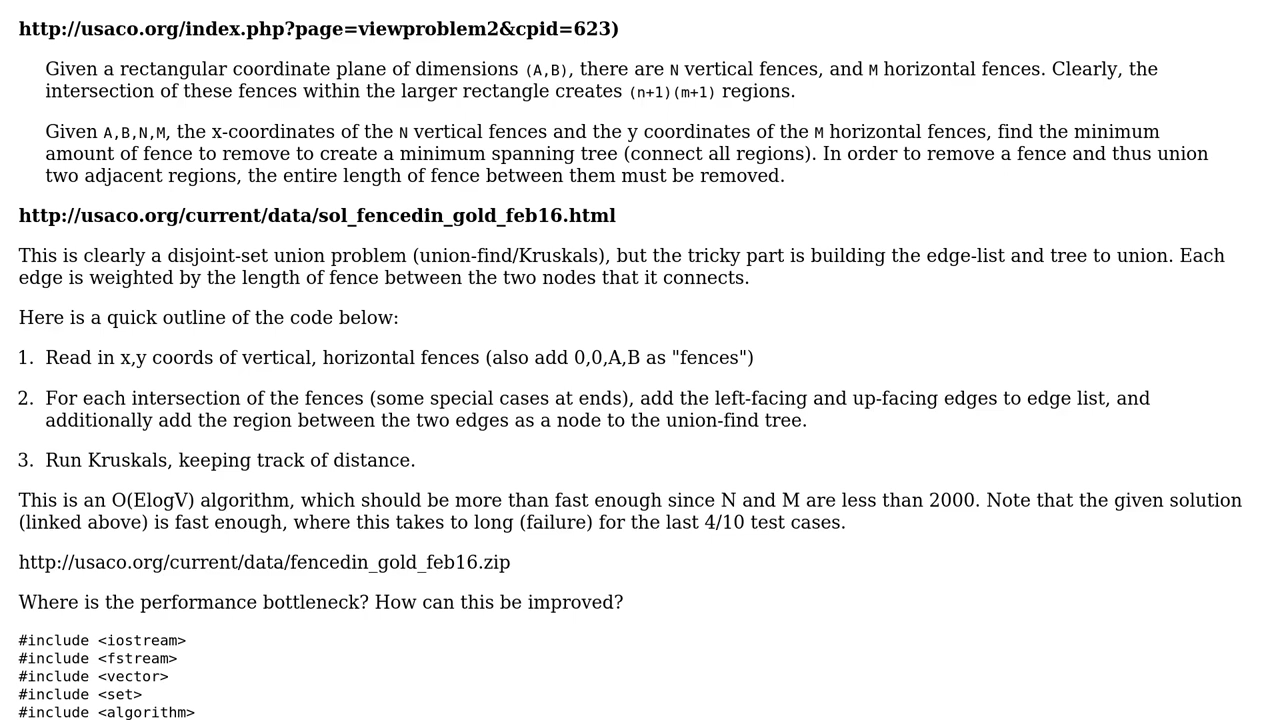 http://usaco.org/index.php?page=viewproblem2&cpid=623)
Given a rectangular coordinate plane of dimensions (A,B), there are N vertical fences, and M horizontal fences. Clearly, the
intersection of these fences within the larger rectangle creates (n+1)(m+1) regions.
Given A,B,N,M, the x-coordinates of the N vertical fences and the y coordinates of the M horizontal fences, find the minimum
amount of fence to remove to create a minimum spanning tree (connect all regions). In order to remove a fence and thus union
two adjacent regions, the entire length of fence between them must be removed.
http://usaco.org/current/data/sol_fencedin_gold_feb16.html
This is clearly a disjoint-set union problem (union-find/Kruskals), but the tricky part is building the edge-list and tree to union. Each
edge is weighted by the length of fence between the two nodes that it connects.
Here is a quick outline of the code below:
1. Read in x,y coords of vertical, horizontal fences (also add 0,0,A,B as "fences")
2. For each intersection of the fences (some special cases at ends), add the left-facing and up-facing edges to edge list, and
additionally add the region between the two edges as a node to the union-find tree.
3. Run Kruskals, keeping track of distance.
This is an O(ElogV) algorithm, which should be more than fast enough since N and M are less than 2000. Note that the given solution
(linked above) is fast enough, where this takes to long (failure) for the last 4/10 test cases.
http://usaco.org/current/data/fencedin_gold_feb16.zip
Where is the performance bottleneck? How can this be improved?
#include <iostream>
#include <fstream>
#include <vector>
#include <set>
#include <algorithm>